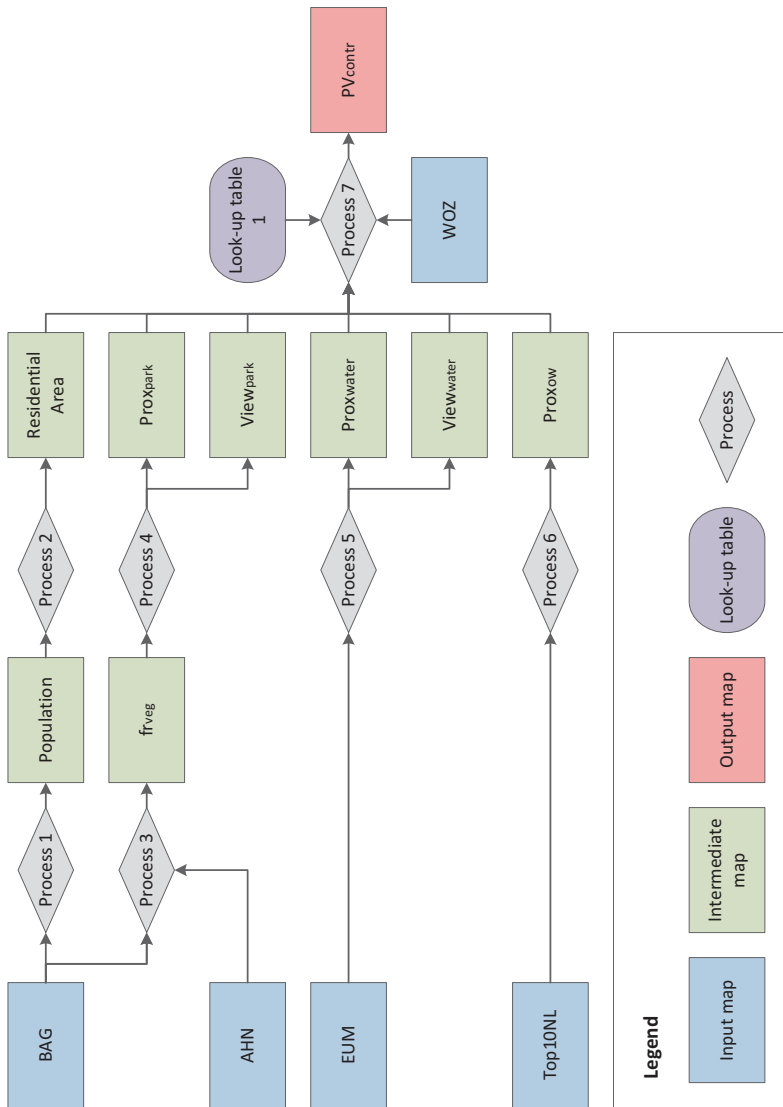 BAG
AHN
EUM
Top10NL
Process 1
Process 3
Population
frveg
Process 2
Process 4
Process 5
Process 6
Residential
Area
Proxpark
Viewpark
Proxwater
Viewwater
Proxow
Look-up table
1
Process 7
WOZ
PVcontr
Legend
Input map
Intermediate
map
Output map
Look-up table
Process